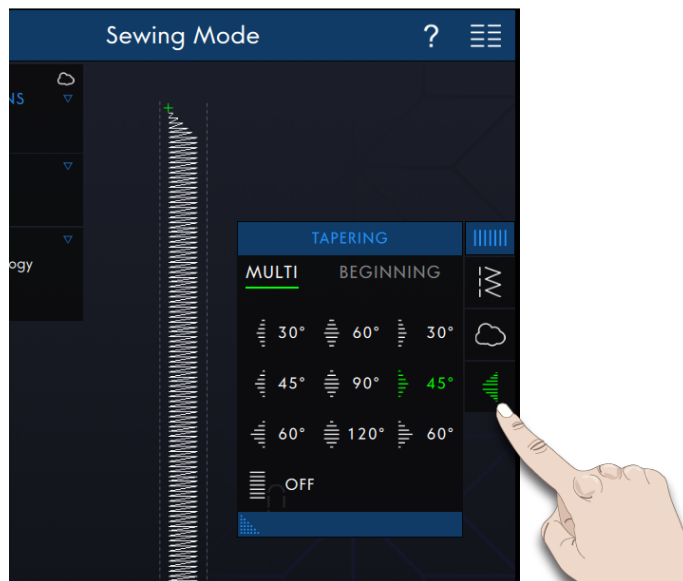 Sewing Mode ?
NS
ogy
TAPERING
MULTI BEGINNING
30° 60° 30°
45° 90° 45°
60° 120° 60°
OFF